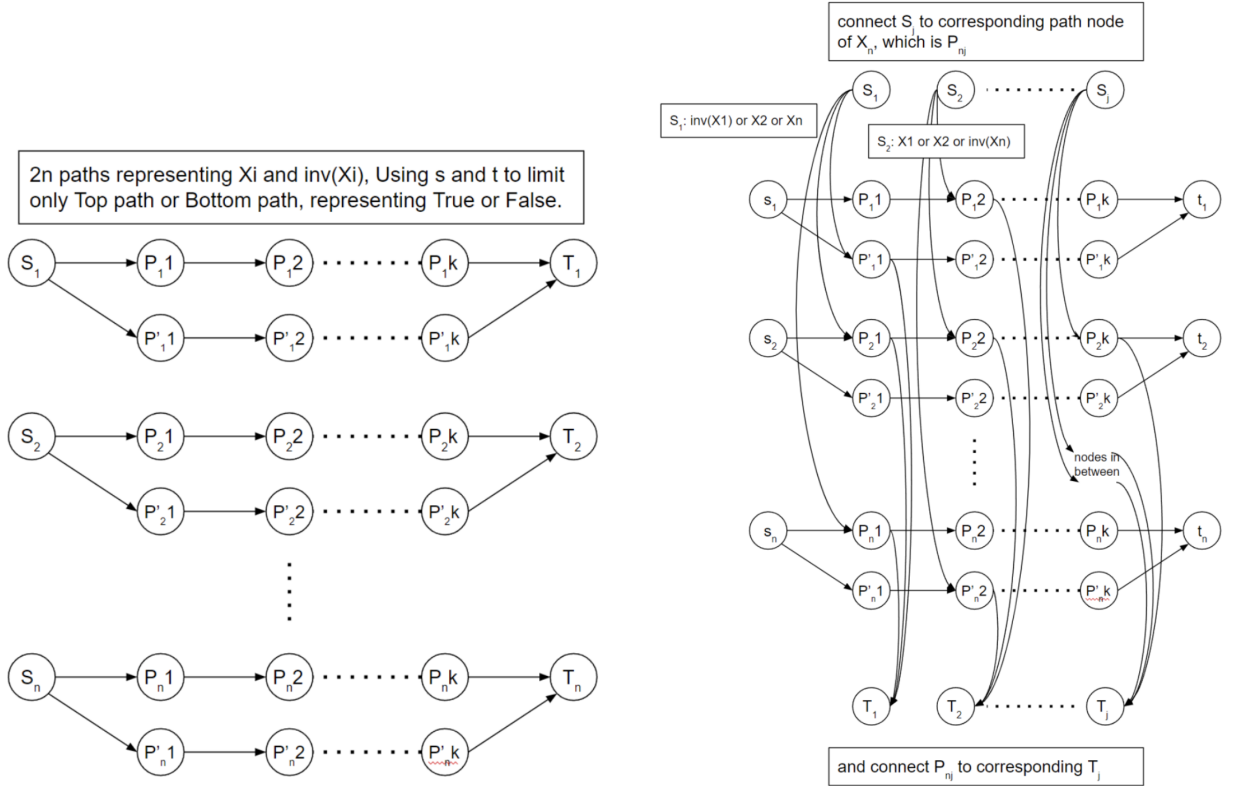 2n paths representing Xi and inv(Xi), Using s and t to limit
only Top path or Bottom path, representing True or False.
S1 P11 P12 P1k T1
P'11 P'12 P'1k
S2 P21 P22 P2k T2
P'21 P'22 P'2k
Sn Pn1 Pn2 Pnk Tn
P'n1 P'n2 P'nk
connect Sj to corresponding path node
of Xn, which is Pnj
S1 S2 Sj
S1: inv(X1) or X2 or Xn
S2: X1 or X2 or inv(Xn)
s1 P11 P12 P1k t1
P'11 P'12 P'1k
s2 P21 P22 P2k t2
P'21 P'22 P'2k
nodes in
between
sn Pn1 Pn2 Pnk tn
P'n1 P'n2 P'nk
T1 T2 Tj
and connect Pnj to corresponding Tj